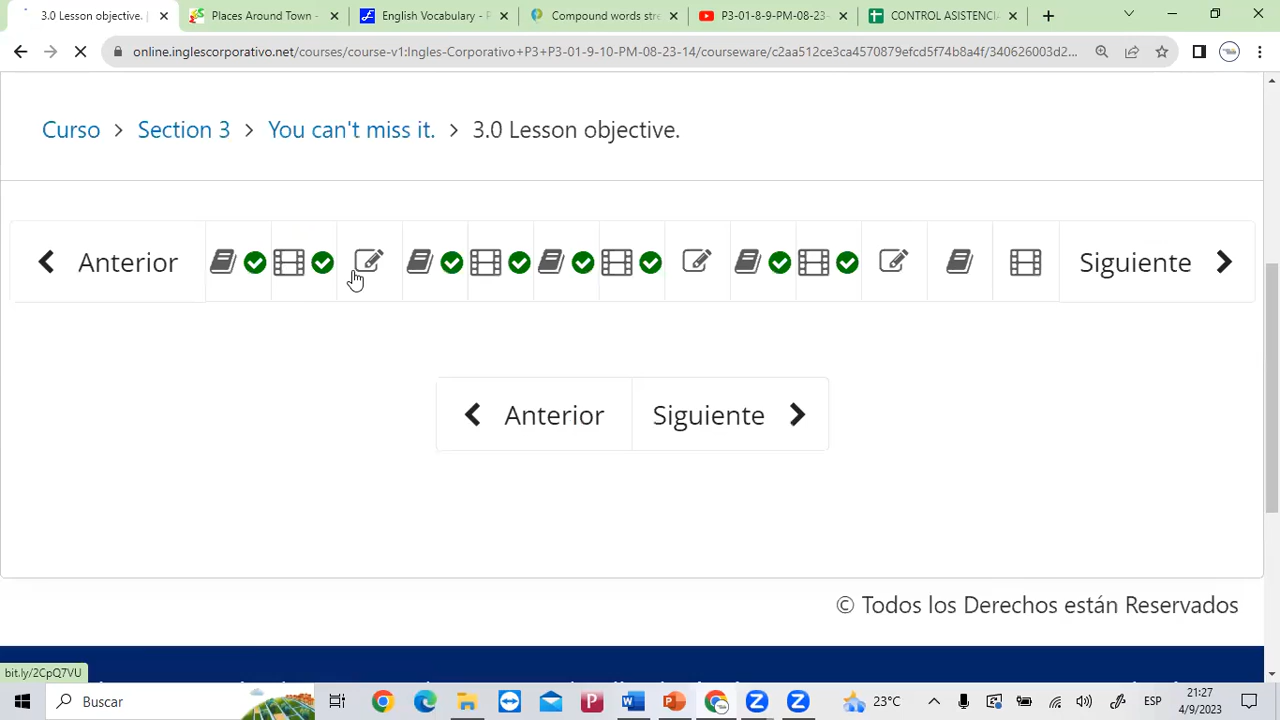 3.0 Lesson objective. |
Places Around Town -
English Vocabulary - P
Compound words stre
P3-01-8-9-PM-08-23-
CONTROL ASISTENCIA
online.inglescorporativo.net/courses/course-v1:Ingles-Corporativo+P3+P3-01-9-10-PM-08-23-14/courseware/c2aa512ce3ca4570879efcd5f74b8a4f/340626003d2...
Curso > Section 3 > You can't miss it. > 3.0 Lesson objective.
Anterior
Siguiente
Anterior
Siguiente
© Todos los Derechos están Reservados
bit.ly/2CpQ7VU
Buscar
23°C
ESP
21:27
4/9/2023